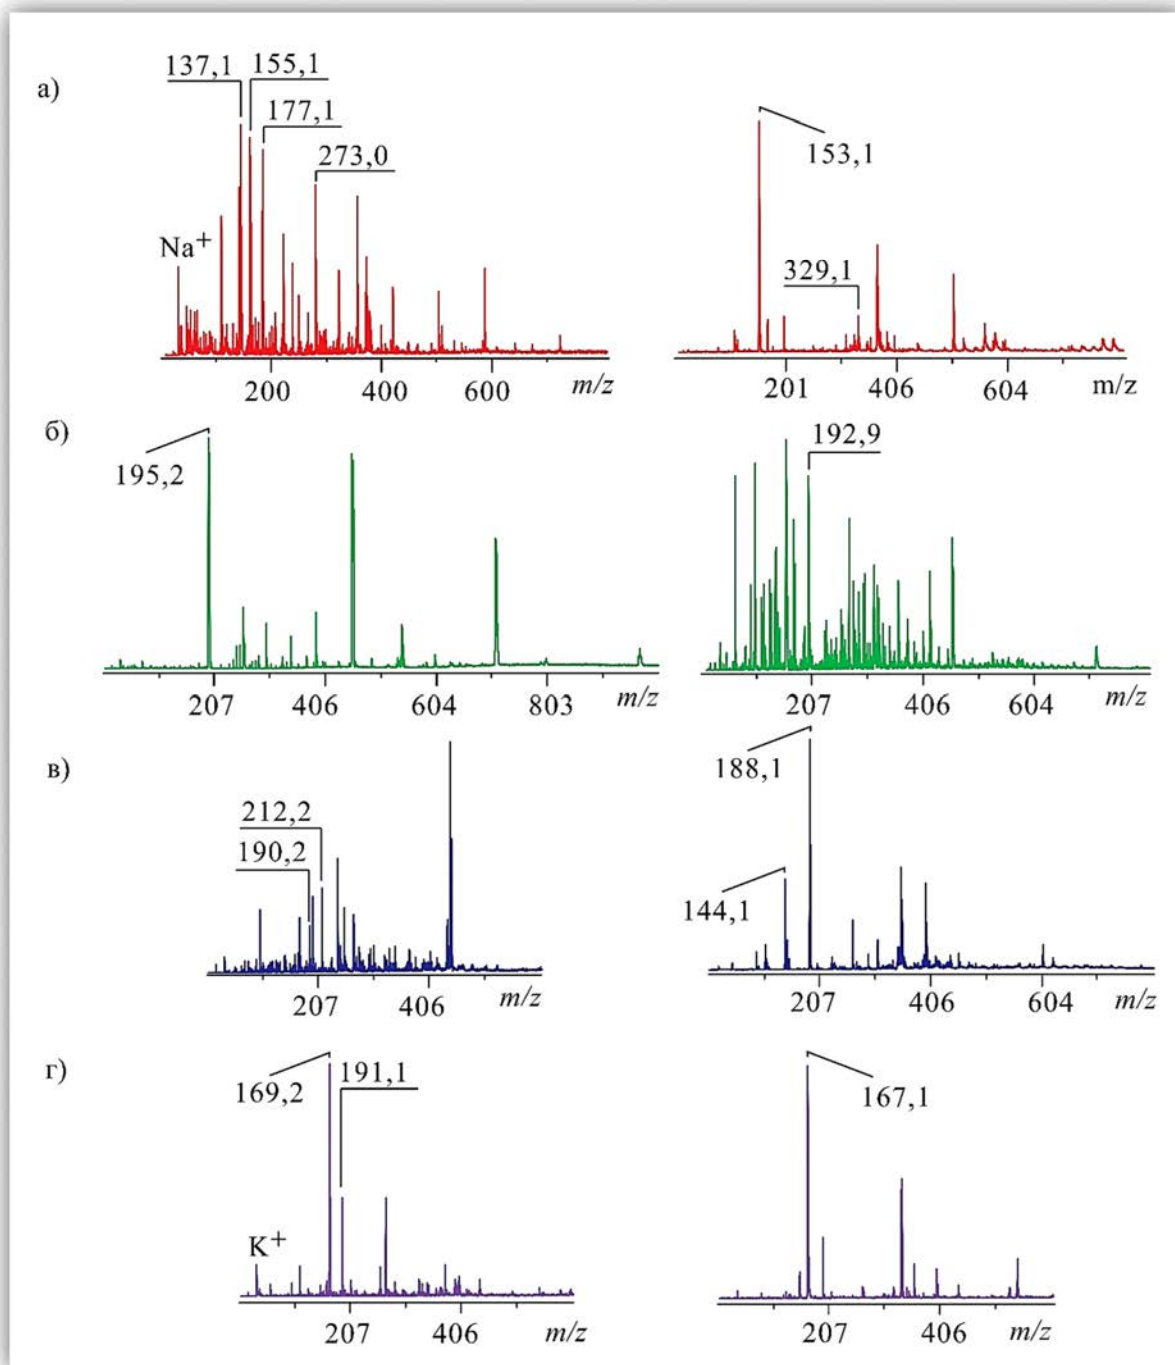 а)
137,1 155,1
177,1
273,0
Na+
200 400 600 m/z
153,1
329,1
201 406 604 m/z
б)
195,2
207 406 604 803 m/z
192,9
207 406 604 m/z
в)
212,2
190,2
207 406 m/z
188,1
144,1
207 406 604 m/z
г)
169,2 191,1
K+
207 406 m/z
167,1
207 406 m/z